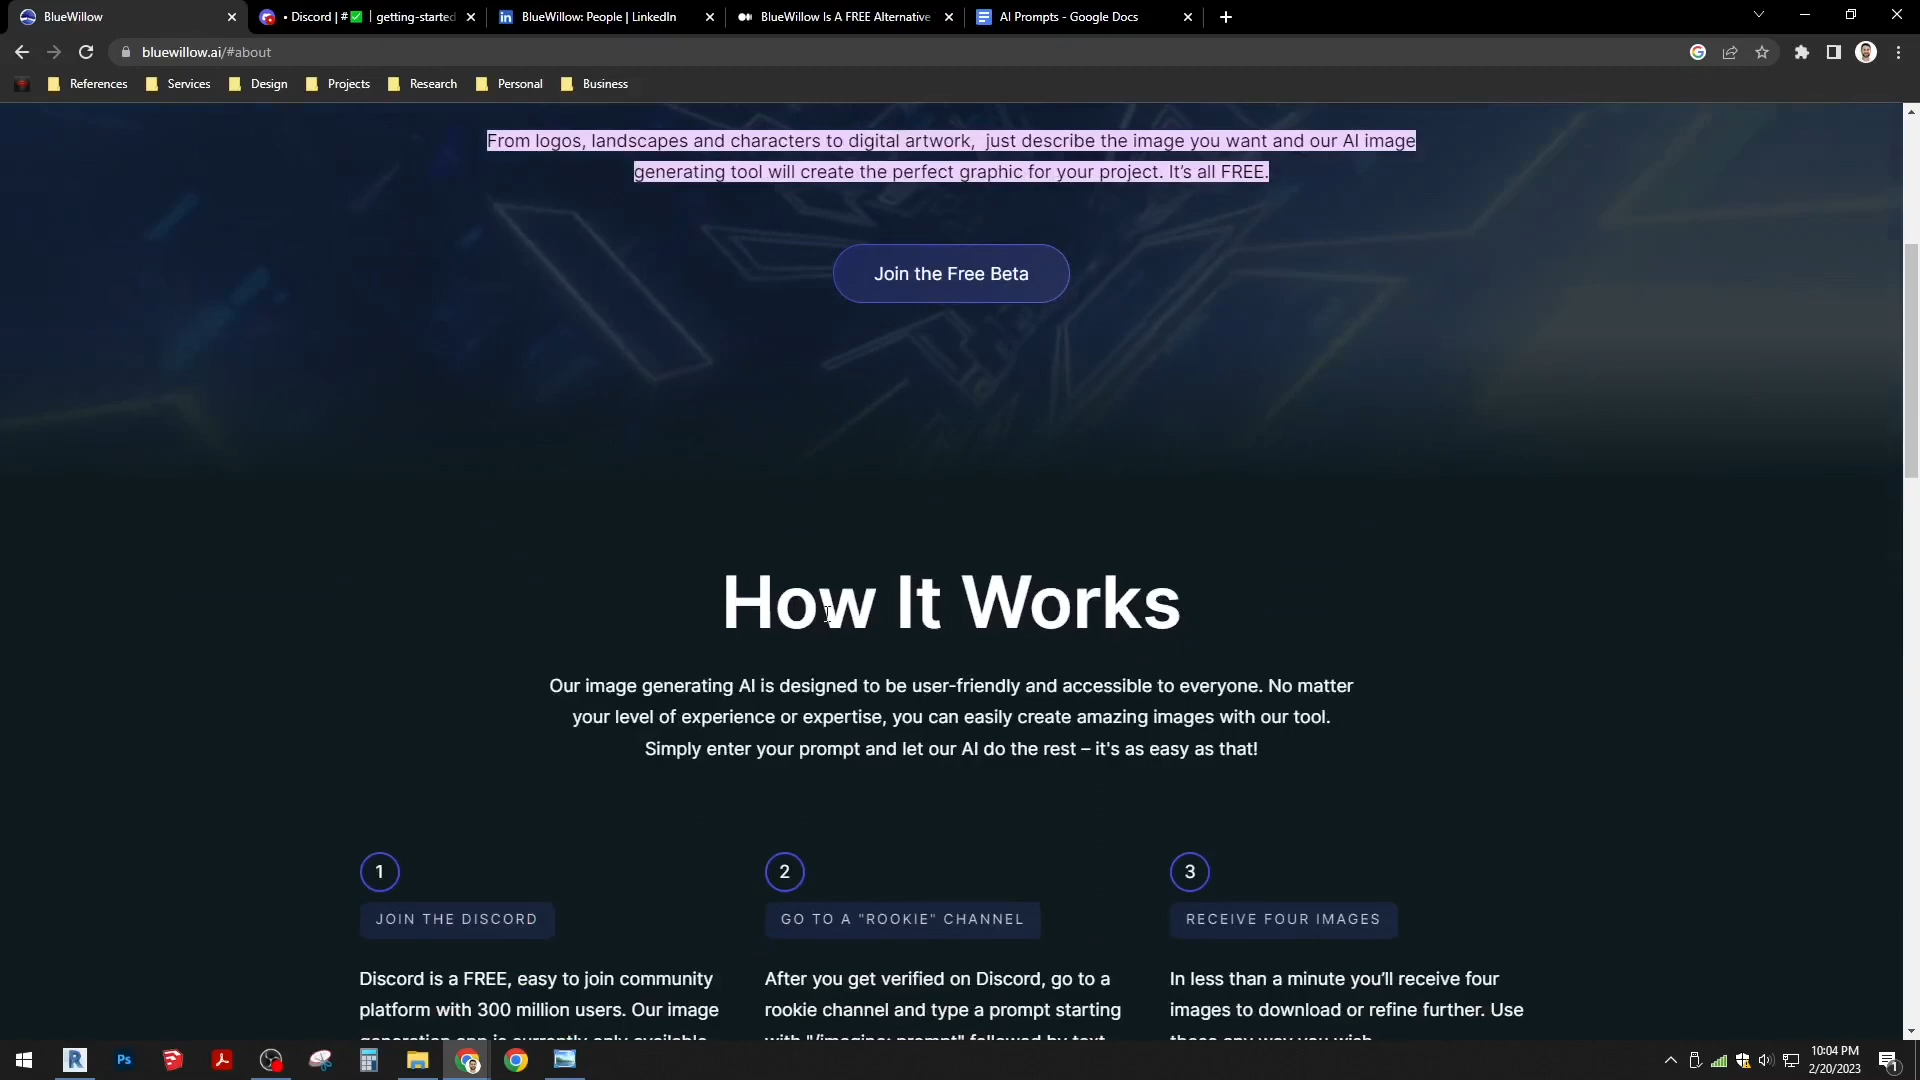 BlueWillow
• Discord | #✅ | getting-started
BlueWillow: People | LinkedIn
BlueWillow Is A FREE Alternative
AI Prompts - Google Docs
bluewillow.ai/#about
References
Services
Design
Projects
Research
Personal
Business
From logos, landscapes and characters to digital artwork,  just describe the image you want and our AI image
generating tool will create the perfect graphic for your project. It’s all FREE.
Join the Free Beta
How It Works
Our image generating AI is designed to be user-friendly and accessible to everyone. No matter
your level of experience or expertise, you can easily create amazing images with our tool.
Simply enter your prompt and let our AI do the rest – it's as easy as that!
1
JOIN THE DISCORD
Discord is a FREE, easy to join community
platform with 300 million users. Our image
generation app is currently only available
2
GO TO A "ROOKIE" CHANNEL
After you get verified on Discord, go to a
rookie channel and type a prompt starting
with "/imagine: prompt" followed by text
3
RECEIVE FOUR IMAGES
In less than a minute you’ll receive four
images to download or refine further. Use
these any way you wish.
R
Ps
10:04 PM
2/20/2023
1